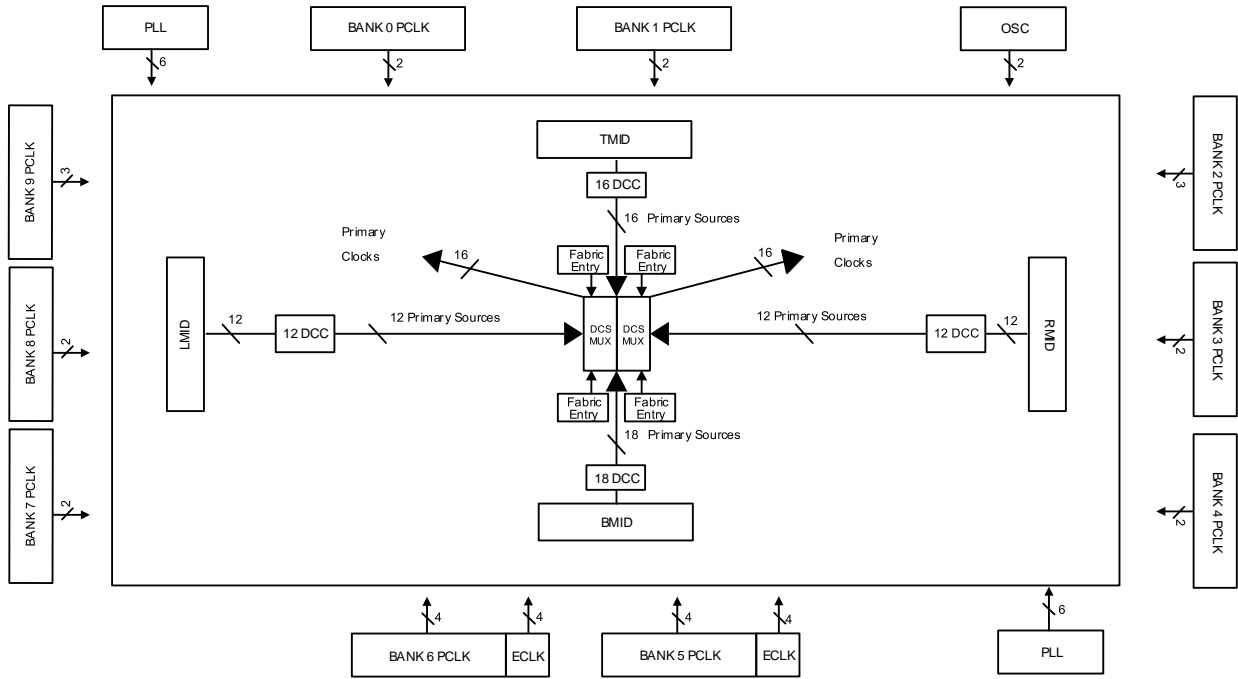 PLL
BANK 0 PCLK
BANK 1 PCLK
OSC
6
2
2
2
BANK 9 PCLK
3
BANK 2 PCLK
3
TMID
16 DCC
16 Primary Sources
Primary
Clocks
16
Fabric
Entry
Fabric
Entry
16
Primary
Clocks
BANK 8 PCLK
2
LMID
12
12 DCC
12 Primary Sources
DCS
MUX
DCS
MUX
12 Primary Sources
12 DCC
12
RMID
BANK 3 PCLK
2
Fabric
Entry
Fabric
Entry
18 Primary Sources
18 DCC
BMID
BANK 7 PCLK
2
BANK 4 PCLK
2
4
4
4
4
6
BANK 6 PCLK
ECLK
BANK 5 PCLK
ECLK
PLL